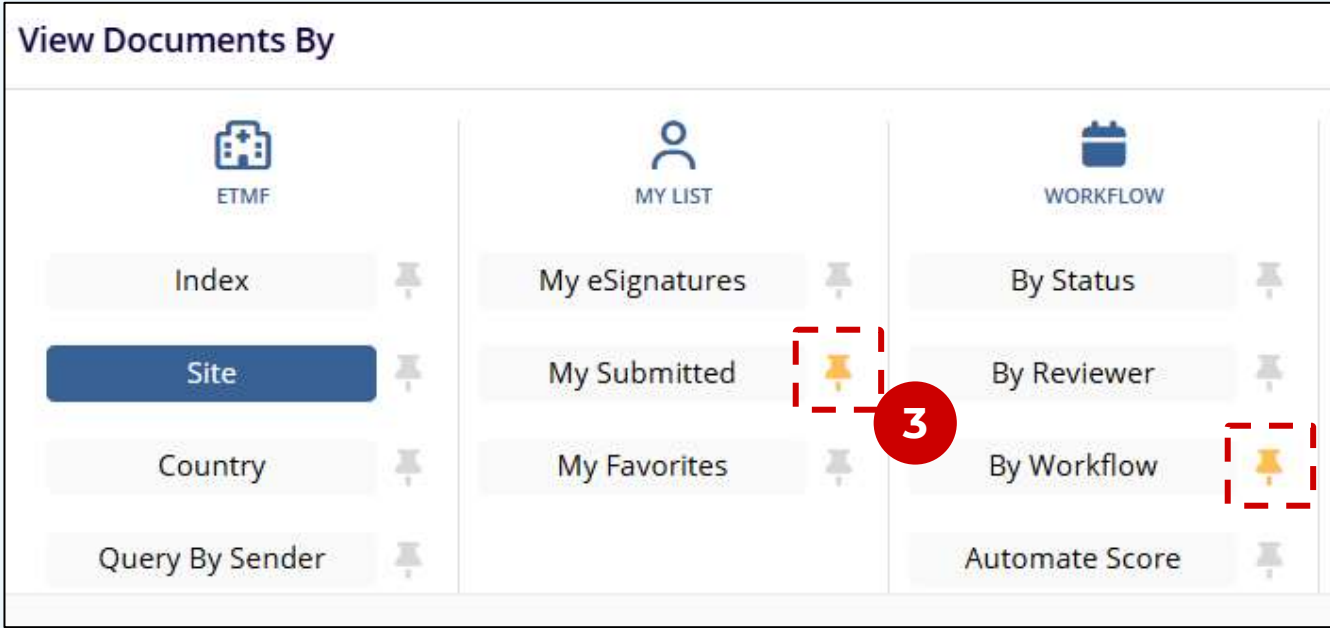 View Documents By
ETMF
MY LIST
WORKFLOW
Index
My eSignatures
By Status
Site
My Submitted
By Reviewer
3
Country
My Favorites
By Workflow
Query By Sender
Automate Score